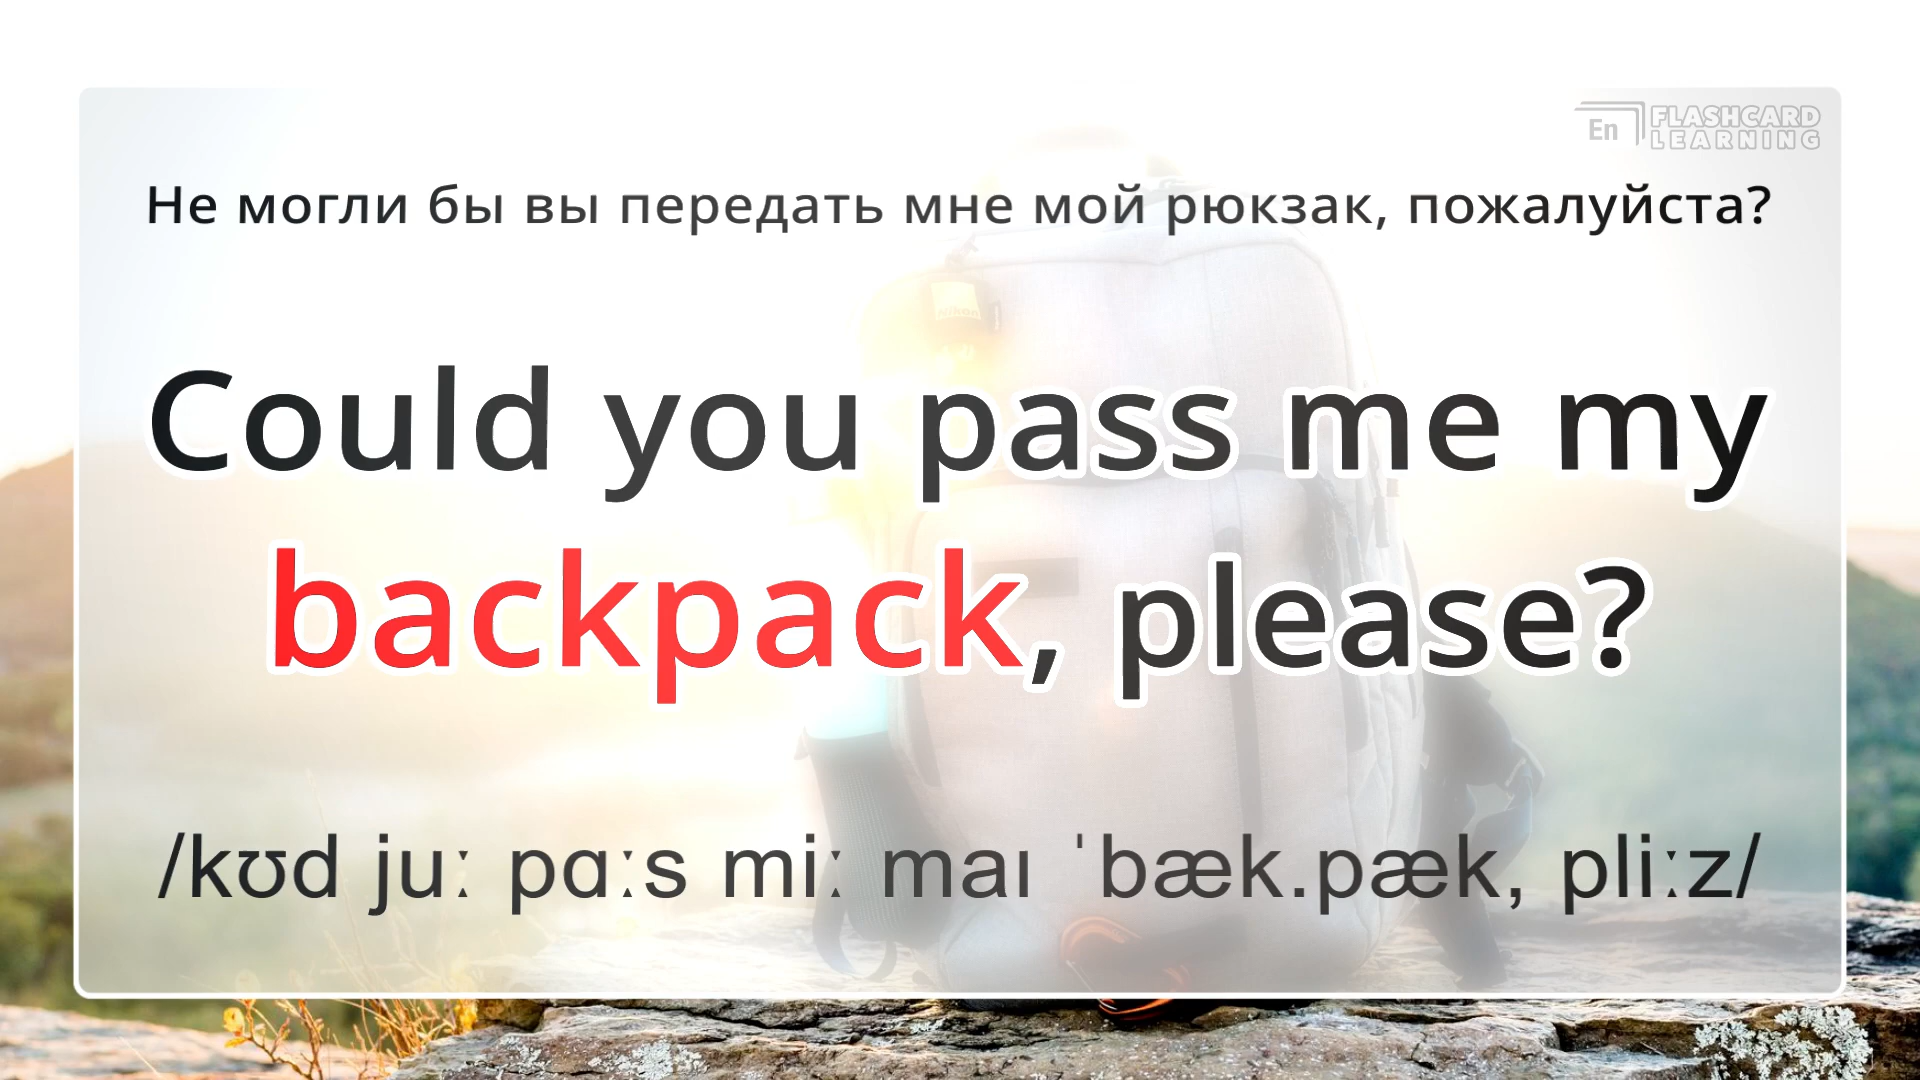 En FLASHCARD
LEARNING
Не могли бы вы передать мне мой рюкзак, пожалуйста?
Could you pass me my
backpack, please?
/kʊd juː pɑːs miː maɪ ˈbæk.pæk, pliːz/